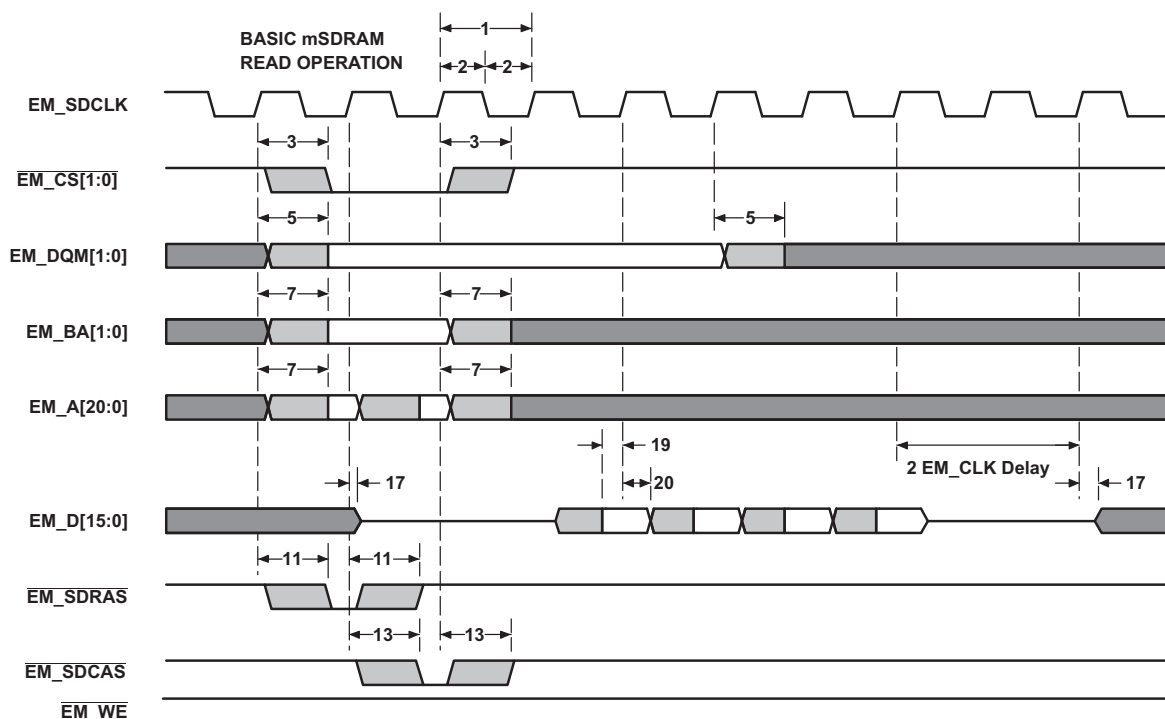 1
BASIC mSDRAM
READ OPERATION
2 2
EM_SDCLK
3 3
EM_CS[1:0]
5 5
EM_DQM[1:0]
7 7
EM_BA[1:0]
7 7
EM_A[20:0]
19
2 EM_CLK Delay
17 20 17
EM_D[15:0]
11 11
EM_SDRAS
13 13
EM_SDCAS
EM_WE